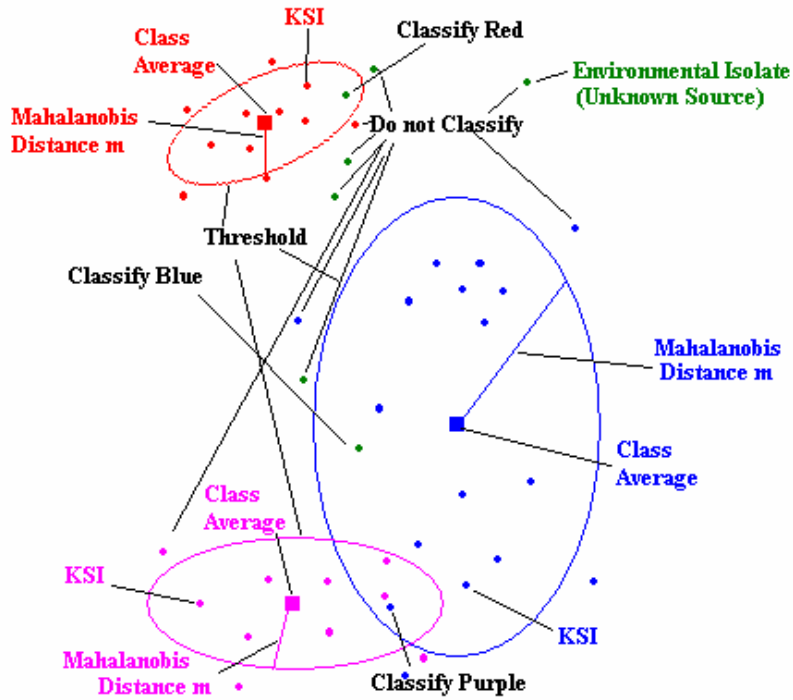 KSI
Classify Red
Class
Average
Environmental Isolate
(Unknown Source)
Mahalanobis
Distance m
Do not Classify
Threshold
Classify Blue
Mahalanobis
Distance m
Class
Average
Class
Average
KSI
KSI
Mahalanobis
Distance m
Classify Purple